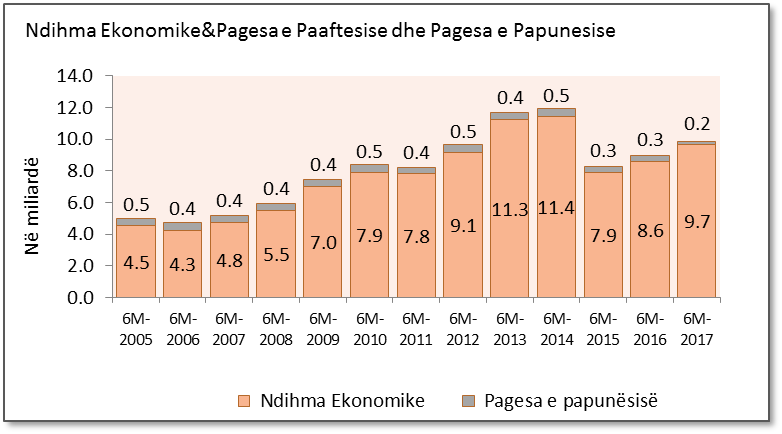 Ndihma Ekonomike&Pagesa e Paaftesise dhe Pagesa e Papunesise
Në miliardë
14.0
12.0
10.0
8.0
6.0
4.0
2.0
0.0
0.5 0.4 0.4 0.4 0.4 0.5 0.4 0.5 0.4 0.5 0.3 0.3 0.2
4.5 4.3 4.8 5.5 7.0 7.9 7.8 9.1 11.3 11.4 7.9 8.6 9.7
6M- 6M- 6M- 6M- 6M- 6M- 6M- 6M- 6M- 6M- 6M- 6M- 6M-
2005 2006 2007 2008 2009 2010 2011 2012 2013 2014 2015 2016 2017
Ndihma Ekonomike Pagesa e papunësisë